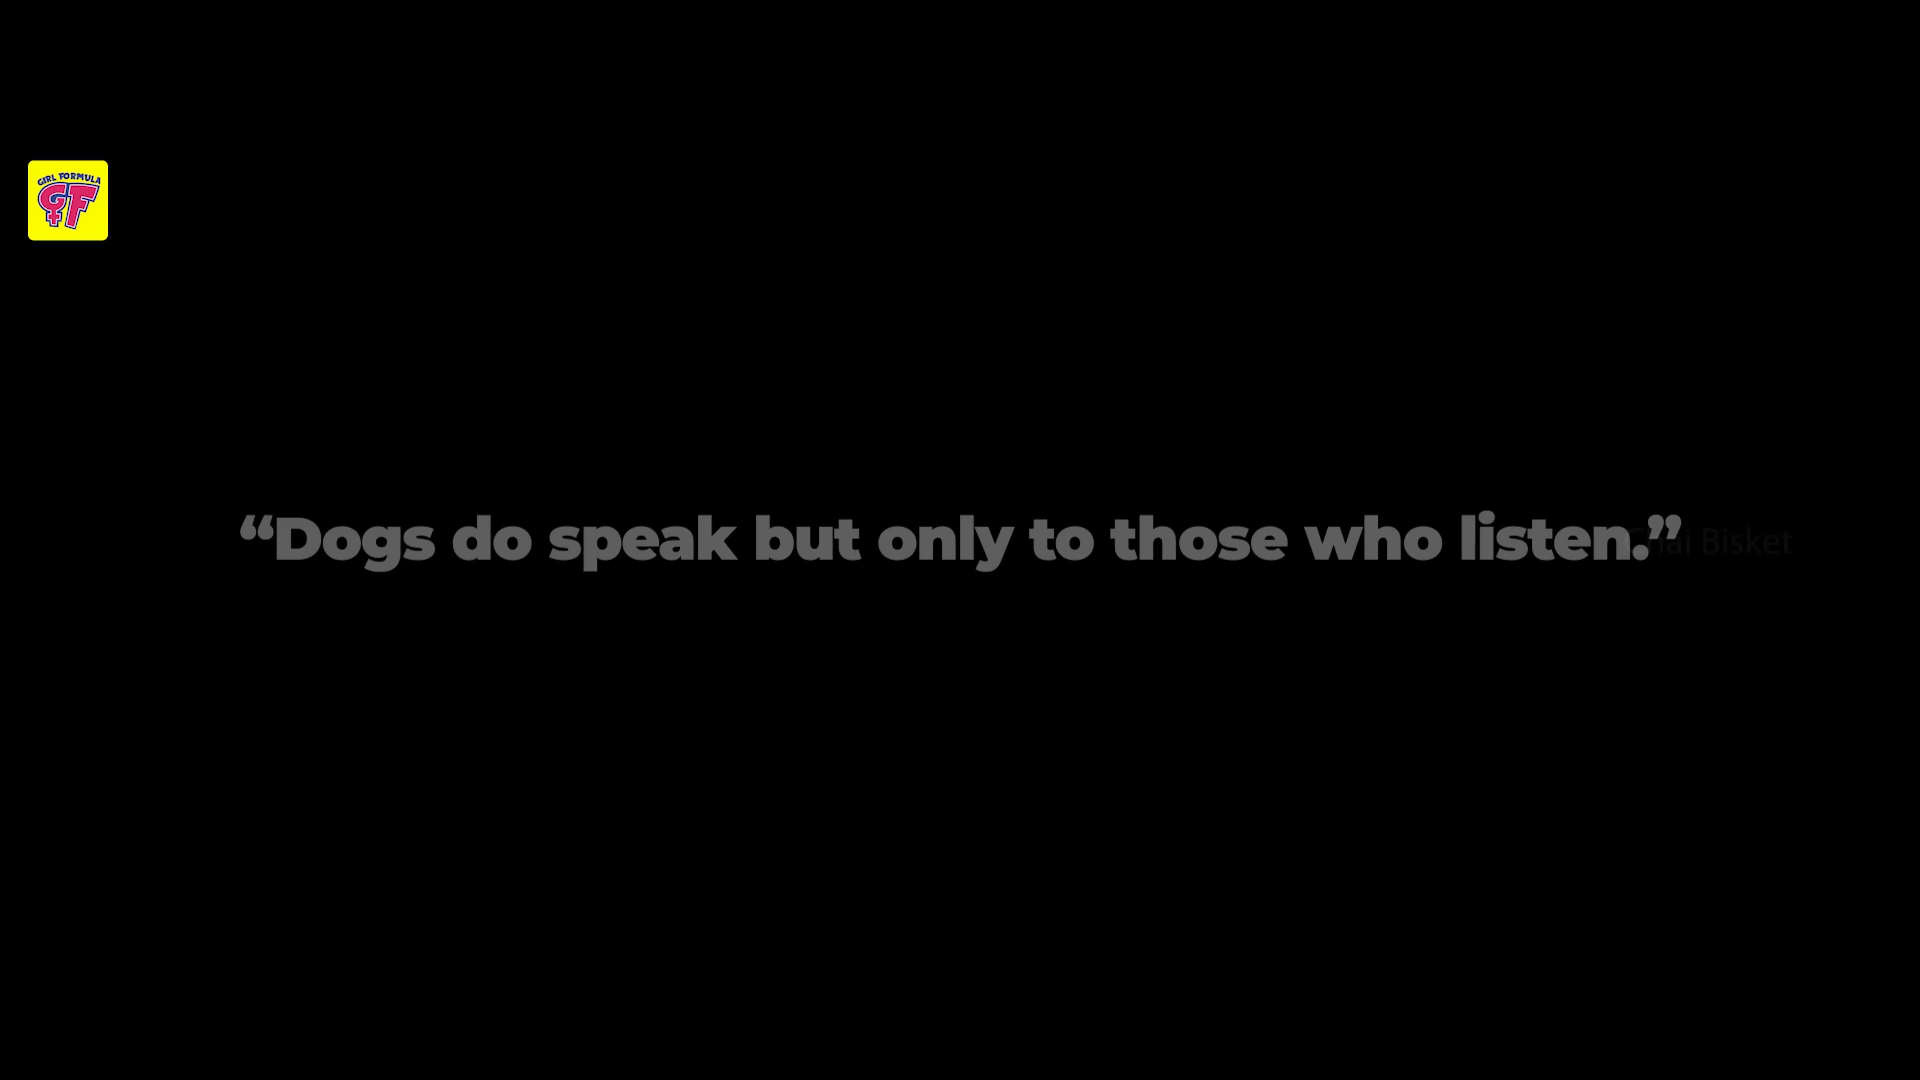 GIRL FORMULA
GF
“Dogs do speak but only to those who listen.”
Bisket